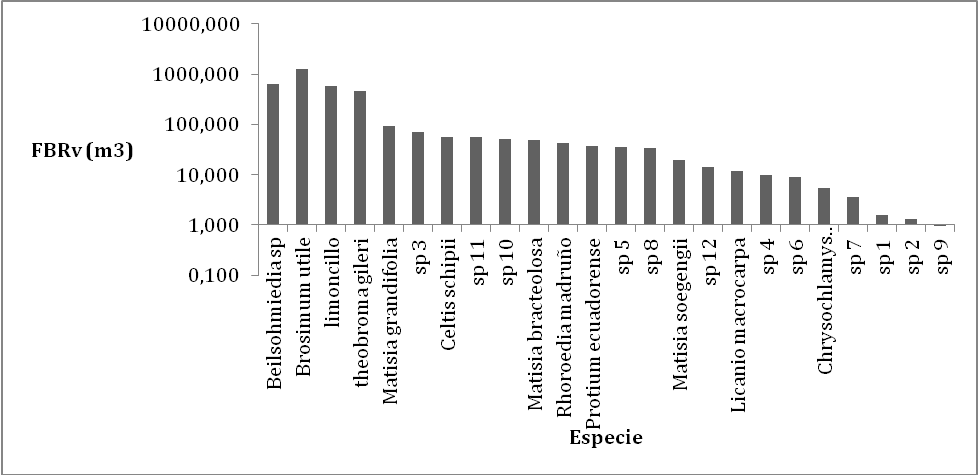 10000,000
1000,000
100,000
10,000
1,000
0,100
FBRv (m3)
Beilsohmiedia sp
Brosimum utile
limoncillo
theobroma gileri
Matisia grandifolia
sp 3
Celtis schipii
sp 11
sp 10
Matisia bracteolosa
Rhoroedia madruño
Protium ecuadorense
sp 5
sp 8
Matisia soegengii
sp 12
Licanio macrocarpa
sp 4
sp 6
Chrysochlamys..
sp 7
sp 1
sp 2
sp 9
Especie